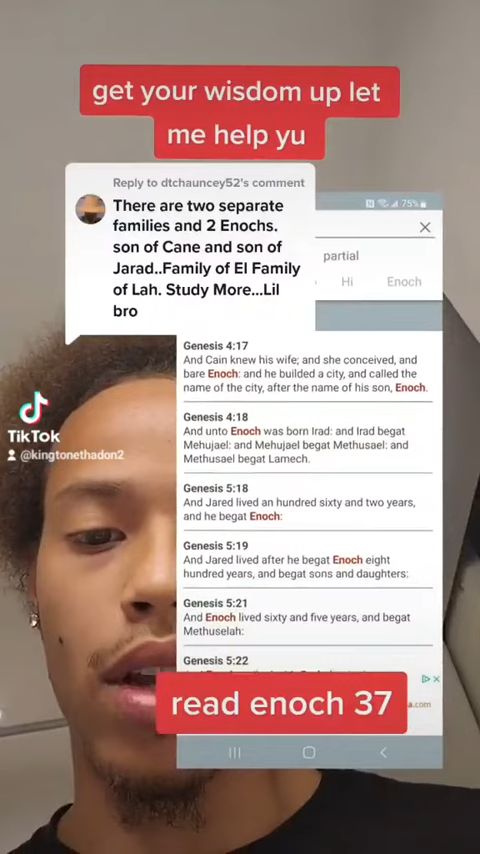 get your wisdom up let
me help yu
Reply to dtchauncey52's comment
There are two separate
families and 2 Enochs.
son of Cane and son of
Jarad..Family of El Family
of Lah. Study More...Lil
bro
75%
partial
Hi Enoch
Genesis 4:17
And Cain knew his wife; and she conceived, and
bare Enoch: and he builded a city, and called the
name of the city, after the name of his son, Enoch.
Genesis 4:18
And unto Enoch was born Irad: and Irad begat
Mehujael: and Mehujael begat Methusael: and
Methusael begat Lamech.
Genesis 5:18
And Jared lived an hundred sixty and two years,
and he begat Enoch:
Genesis 5:19
And Jared lived after he begat Enoch eight
hundred years, and begat sons and daughters:
Genesis 5:21
And Enoch lived sixty and five years, and begat
Methuselah:
Genesis 5:22
read enoch 37
a.com
TikTok
@kingtonethadon2